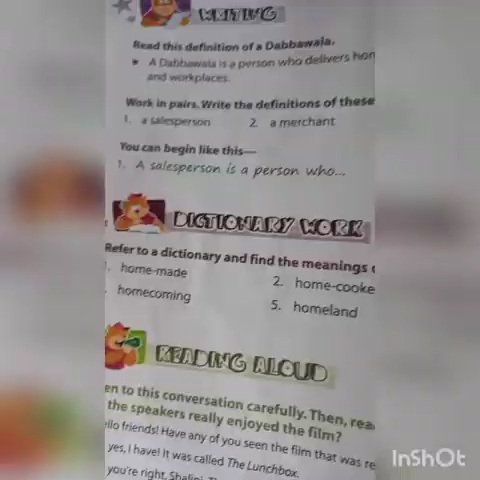 WRITING
Read this definition of a Dabbawala.
A Dabbawala is a person who delivers
and workplaces.
Work in pairs. Write the definitions of these
1. a salesperson 2. a merchant
You can begin like this—
1. A salesperson is a person who...
DICTIONARY WORK
Refer to a dictionary and find the meanings
1. home-made 2. home-cooke
homecoming 5. homeland
READING ALOUD
en to this conversation carefully. Then, rea
the speakers really enjoyed the film?
ello friends! Have any of you seen the film that was re
yes, I have! It was called The Lunchbox.
you're right, Shalini.
InShOt